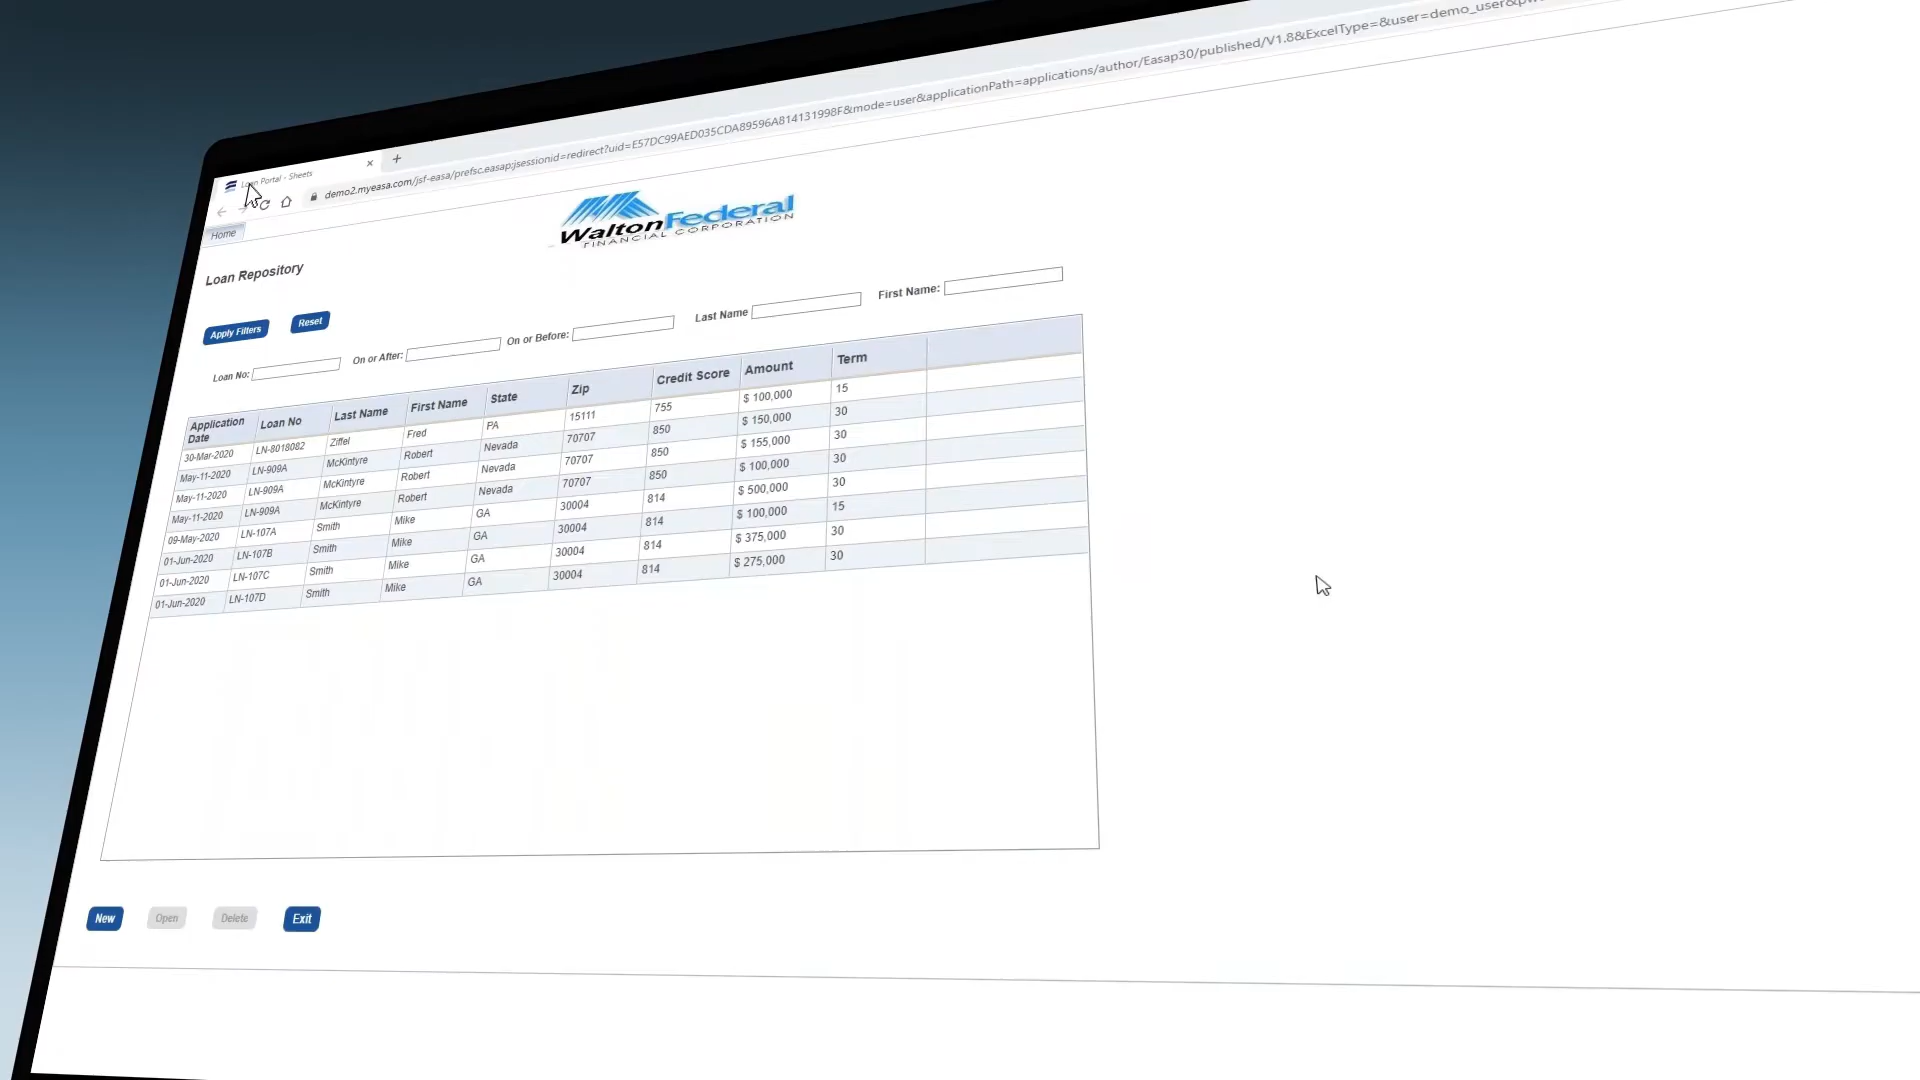 Loan Portal - Sheets
demo2.myeasa.com/jsf-easa/prefsc.easap;jsessionid=redirect?uid=E57DC99AED035CDA89596A814131998F&mode=user&applicationPath=applications/author/Easap30/published/V1.8&ExcelType=&user=demo_user&pw
Home
WaltonFederal
FINANCIAL CORPORATION
Loan Repository
Apply Filters Reset
Loan No: On or After: On or Before: Last Name First Name:
Application Date Loan No Last Name First Name State Zip Credit Score Amount Term
30-Mar-2020 LN-8018082 Ziffel Fred PA 15111 755 $ 100,000 15
May-11-2020 LN-909A McKintyre Robert Nevada 70707 850 $ 150,000 30
May-11-2020 LN-909A McKintyre Robert Nevada 70707 850 $ 155,000 30
May-11-2020 LN-909A McKintyre Robert Nevada 70707 850 $ 100,000 30
09-May-2020 LN-107A Smith Mike GA 30004 814 $ 500,000 30
01-Jun-2020 LN-107B Smith Mike GA 30004 814 $ 100,000 15
01-Jun-2020 LN-107C Smith Mike GA 30004 814 $ 375,000 30
01-Jun-2020 LN-107D Smith Mike GA 30004 814 $ 275,000 30
New Open Delete Exit